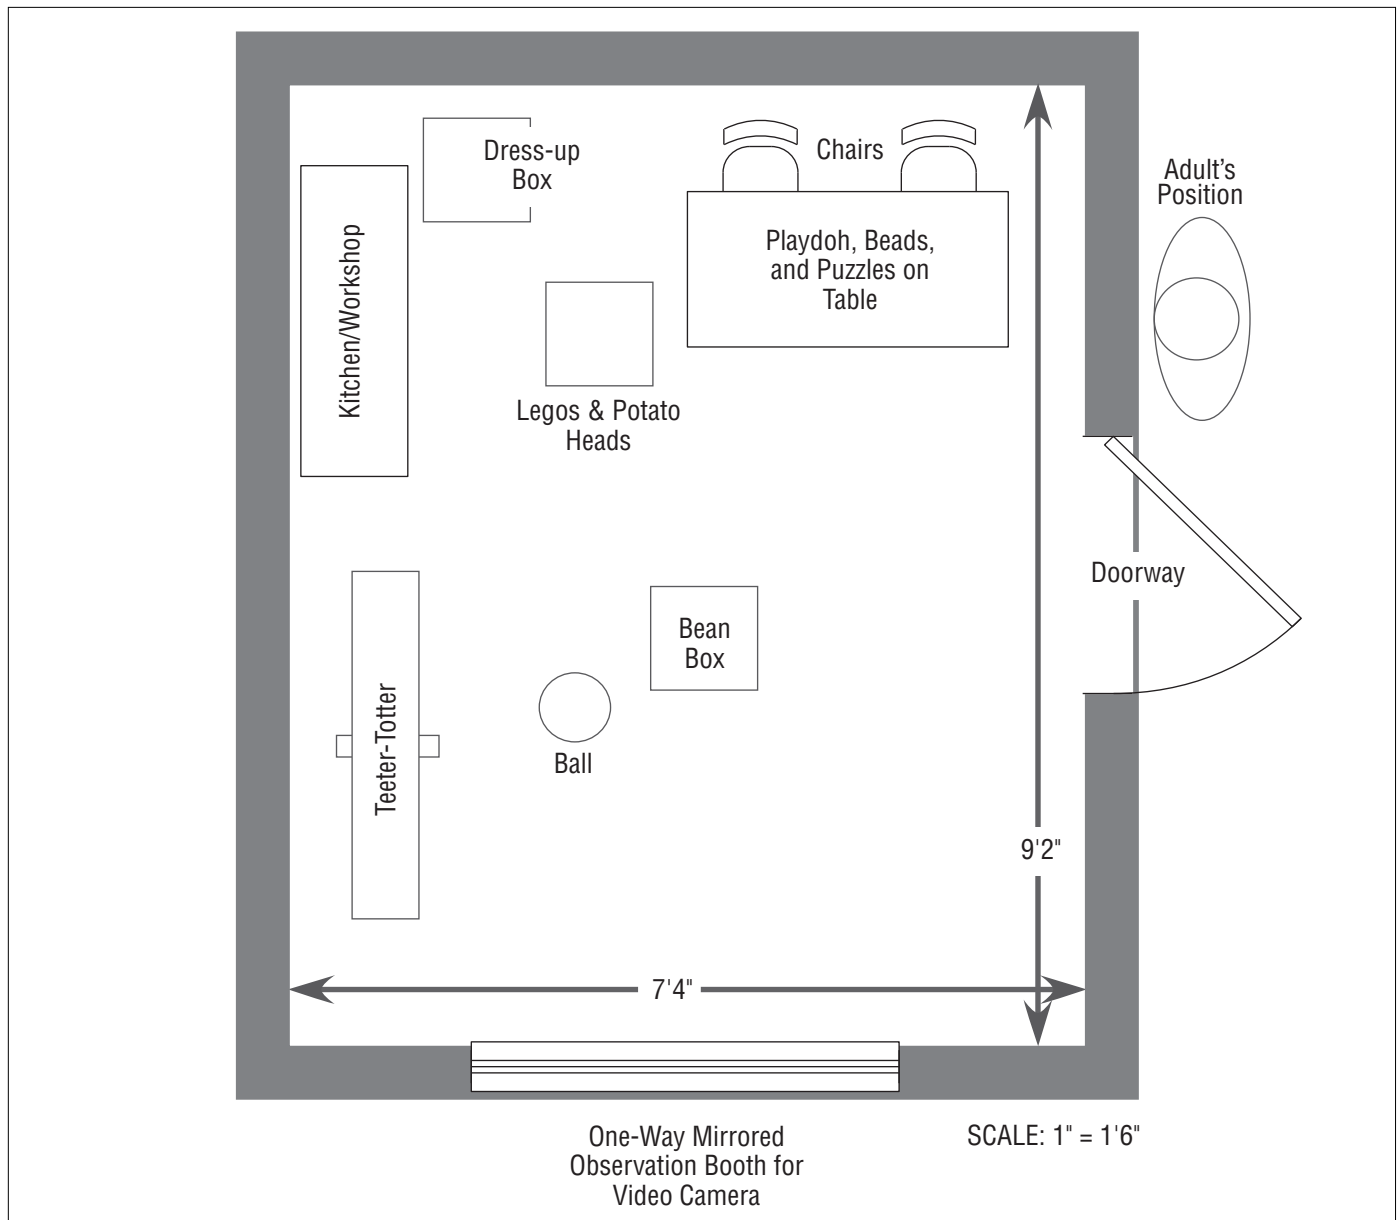 Dress-up
Box
Chairs
Adult’s
Position
Kitchen/Workshop
Playdoh, Beads,
and Puzzles on
Table
Legos & Potato
Heads
Doorway
Bean
Box
Teeter-Totter
Ball
9'2"
7'4"
One-Way Mirrored
Observation Booth for
Video Camera
SCALE: 1" = 1'6"